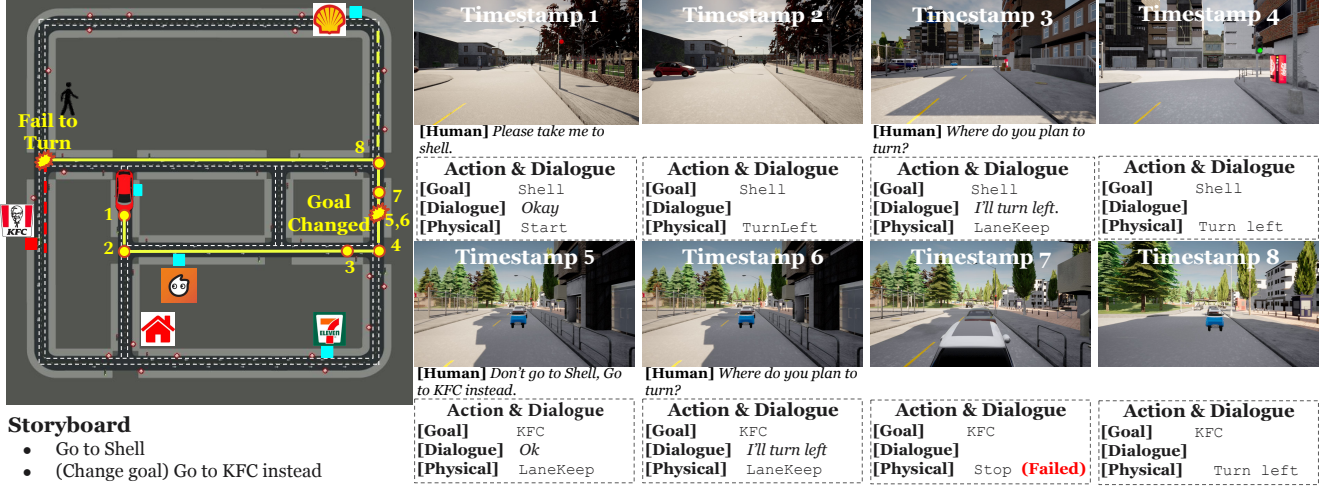 Fail to
Turn
8
7
Goal
Changed
5,6
1
2
4
3
KFC
ELEVEN
Storyboard
• Go to Shell
• (Change goal) Go to KFC instead
Timestamp 1
[Human] Please take me to
shell.
Action & Dialogue
[Goal] Shell
[Dialogue] Okay
[Physical] Start
Timestamp 2
Action & Dialogue
[Goal] Shell
[Dialogue]
[Physical] TurnLeft
Timestamp 3
[Human] Where do you plan to
turn?
Action & Dialogue
[Goal] Shell
[Dialogue] I'll turn left.
[Physical] LaneKeep
Timestamp 4
Action & Dialogue
[Goal] Shell
[Dialogue]
[Physical] Turn left
Timestamp 5
[Human] Don't go to Shell, Go
to KFC instead.
Action & Dialogue
[Goal] KFC
[Dialogue] Ok
[Physical] LaneKeep
Timestamp 6
[Human] Where do you plan to
turn?
Action & Dialogue
[Goal] KFC
[Dialogue] I'll turn left
[Physical] LaneKeep
Timestamp 7
Action & Dialogue
[Goal] KFC
[Dialogue]
[Physical] Stop (Failed)
Timestamp 8
Action & Dialogue
[Goal] KFC
[Dialogue]
[Physical] Turn left